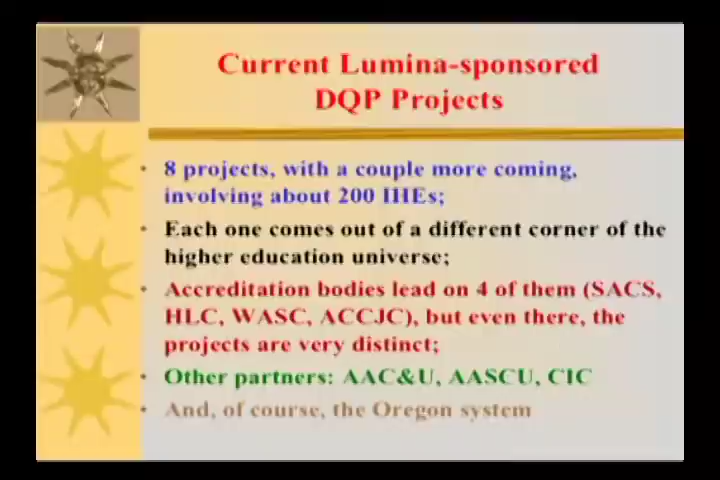 Current Lumina-sponsored
DQP Projects
• 8 projects, with a couple more coming,
involving about 200 IHEs;
• Each one comes out of a different corner of the
higher education universe;
• Accreditation bodies lead on 4 of them (SACS,
HLC, WASC, ACCJC), but even there, the
projects are very distinct;
• Other partners: AAC&U, AASCU, CIC
• And, of course, the Oregon system